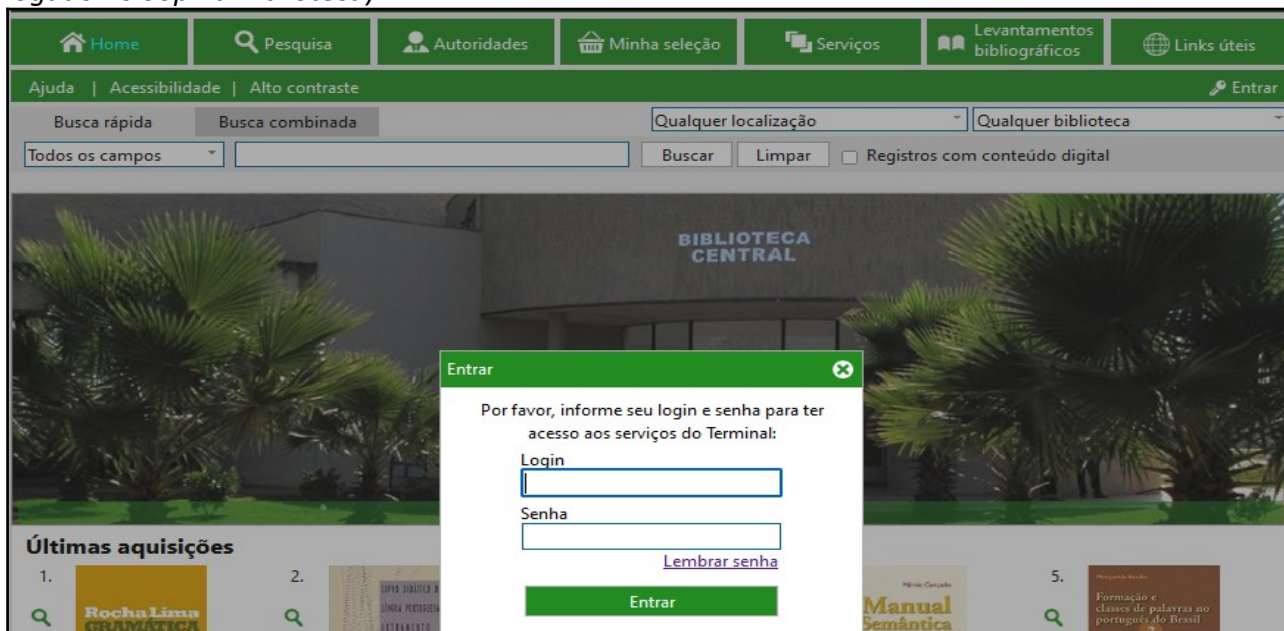 Home Pesquisa Autoridades Minha seleção Serviços Levantamentos bibliográficos Links úteis
Ajuda | Acessibilidade | Alto contraste Entrar
Busca rápida Busca combinada Qualquer localização Qualquer biblioteca
Todos os campos Buscar Limpar Registros com conteúdo digital
BIBLIOTECA
CENTRAL
Entrar
Por favor, informe seu login e senha para ter
acesso aos serviços do Terminal:
Login
Senha
Lembrar senha
Entrar
Últimas aquisições
1. 2. 5.
Rocha Lima
GRAMÁTICA
Manual
Semântica
Formação e
classes de palavras no
português do Brasil